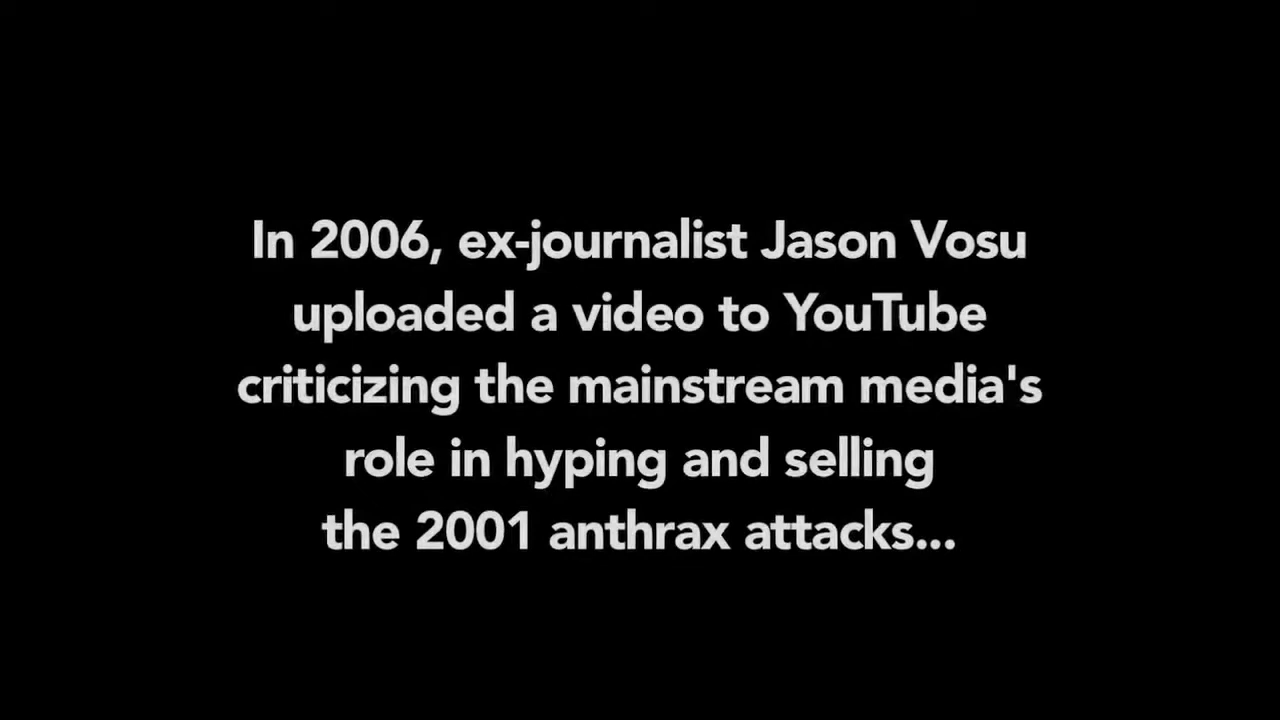 In 2006, ex-journalist Jason Vosu
uploaded a video to YouTube
criticizing the mainstream media's
role in hyping and selling
the 2001 anthrax attacks...